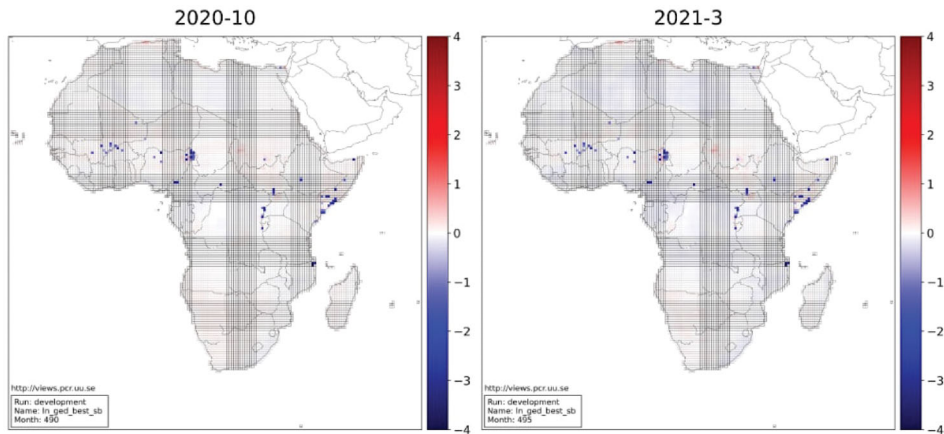 2020-10
2021-3
4
3
2
1
0
−1
−2
−3
−4
http://views.pcr.uu.se
Run: development
Name: ln_ged_best_sb
Month: 490
4
3
2
1
0
−1
−2
−3
−4
http://views.pcr.uu.se
Run: development
Name: ln_ged_best_sb
Month: 495